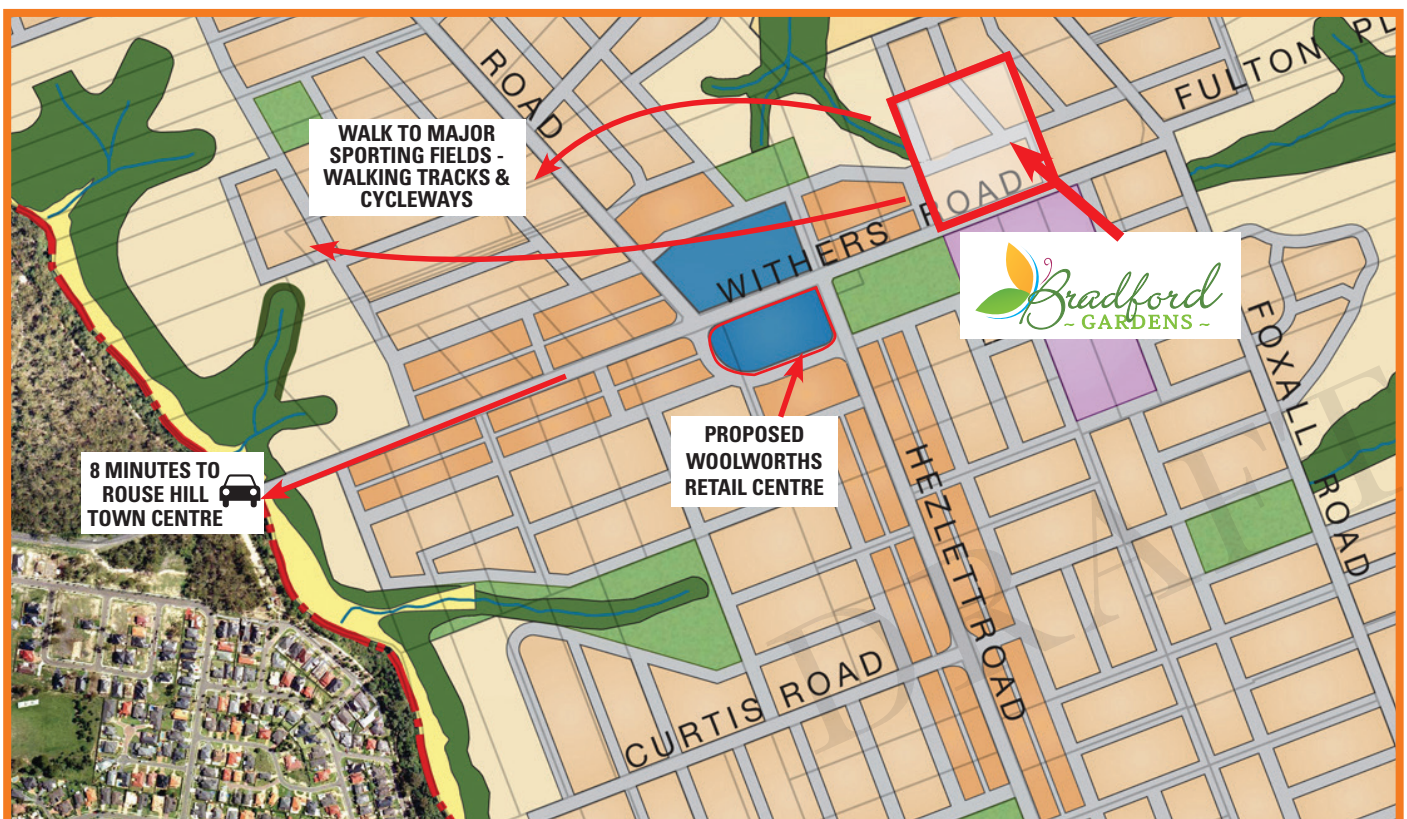 ROAD
FULTON PL
WALK TO MAJOR
SPORTING FIELDS -
WALKING TRACKS &
CYCLEWAYS
WITHERS ROAD
Bradford
~ GARDENS ~
FOXALL ROAD
PROPOSED
WOOLWORTHS
RETAIL CENTRE
8 MINUTES TO
ROUSE HILL
TOWN CENTRE
HEZLETT ROAD
CURTIS ROAD
DRAFT